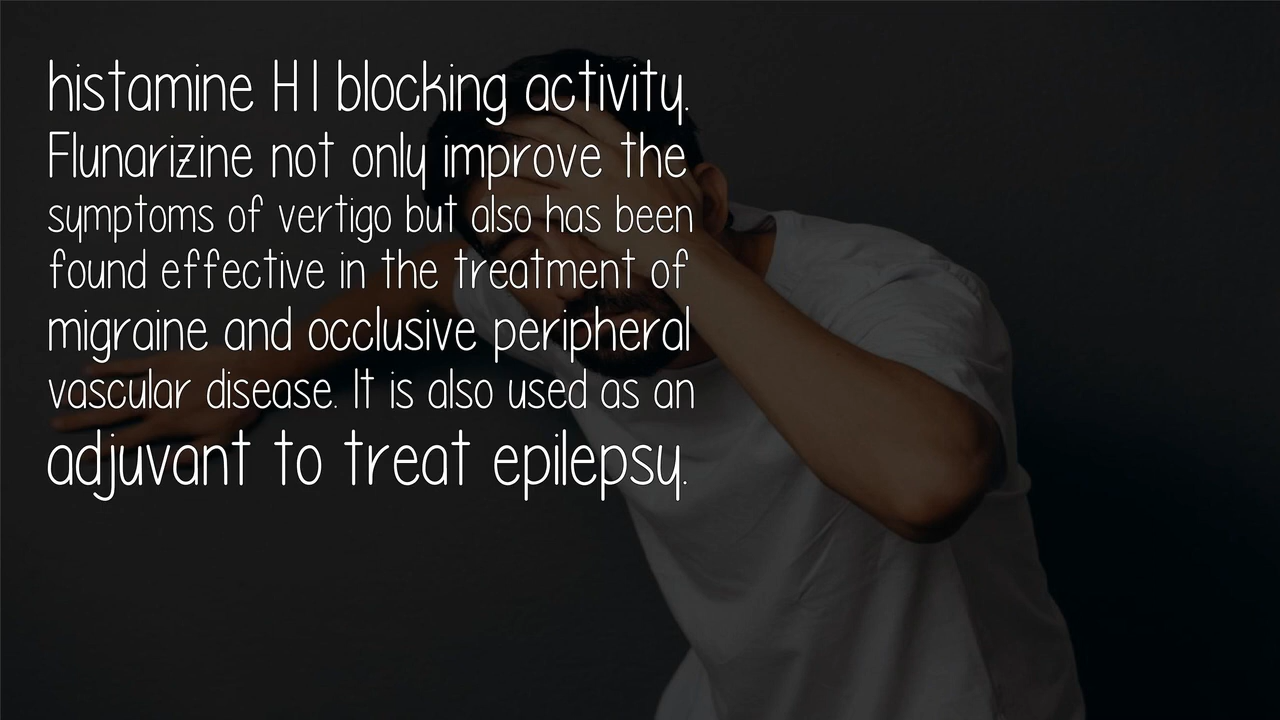 histamine H1 blocking activity.
Flunarizine not only improve the
symptoms of vertigo but also has been
found effective in the treatment of
migraine and occlusive peripheral
vascular disease. It is also used as an
adjuvant to treat epilepsy.